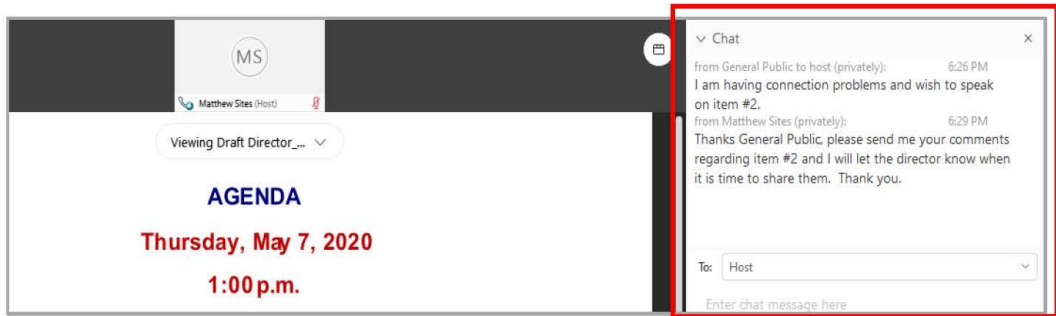 MS
Matthew Sites (Host)
Viewing Draft Director_...
AGENDA
Thursday, May 7, 2020
1:00 p.m.
Chat
from General Public to host (privately): 6:26 PM
I am having connection problems and wish to speak
on item #2.
from Matthew Sites (privately): 6:29 PM
Thanks General Public, please send me your comments
regarding item #2 and I will let the director know when
it is time to share them. Thank you.
To: Host
Enter chat message here